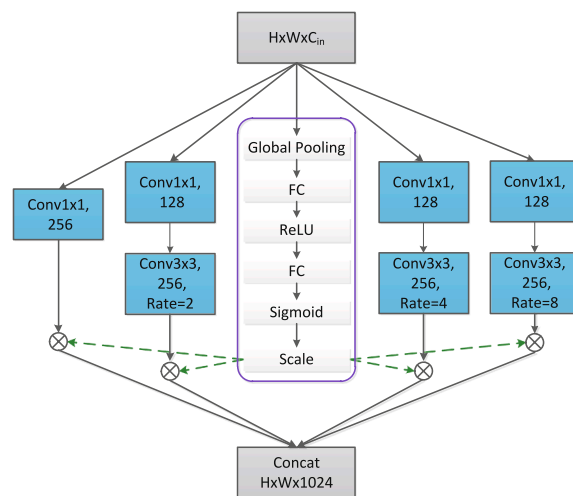 HxWxCin
Conv1x1,
256
Conv1x1,
128
Conv3x3,
256,
Rate=2
Global Pooling
FC
ReLU
FC
Sigmoid
Scale
Conv1x1,
128
Conv3x3,
256,
Rate=4
Conv1x1,
128
Conv3x3,
256,
Rate=8
Concat
HxWx1024